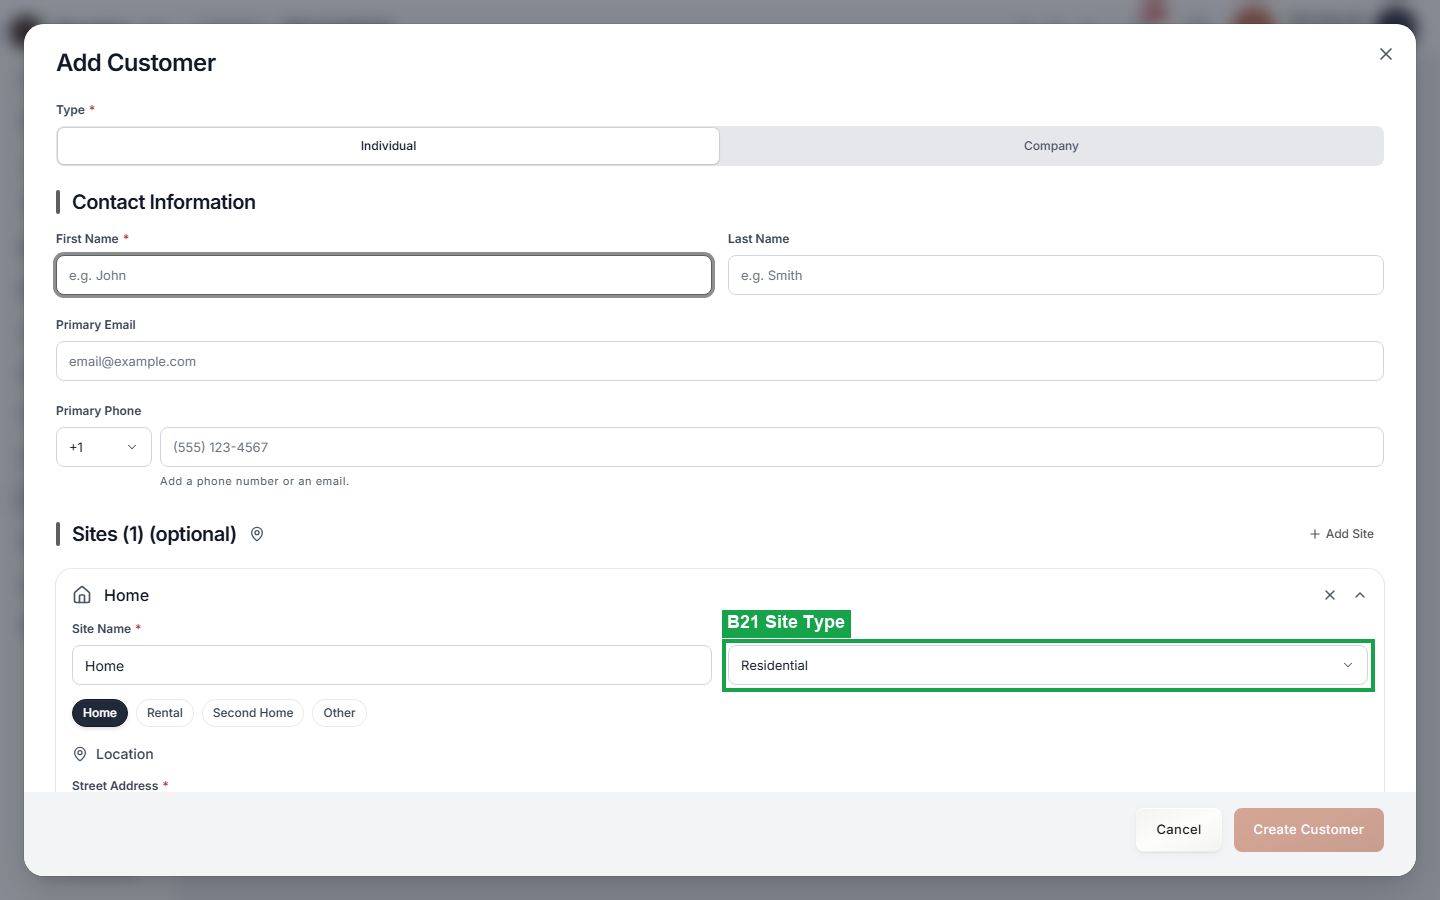 Add Customer
Type *
Individual
Company
Contact Information
First Name *
Last Name
e.g. John
e.g. Smith
Primary Email
email@example.com
Primary Phone
+1
(555) 123-4567
Add a phone number or an email.
Sites (1) (optional)
+ Add Site
Home
Site Name *
B21 Site Type
Home
Residential
Home
Rental
Second Home
Other
Location
Street Address *
Cancel
Create Customer